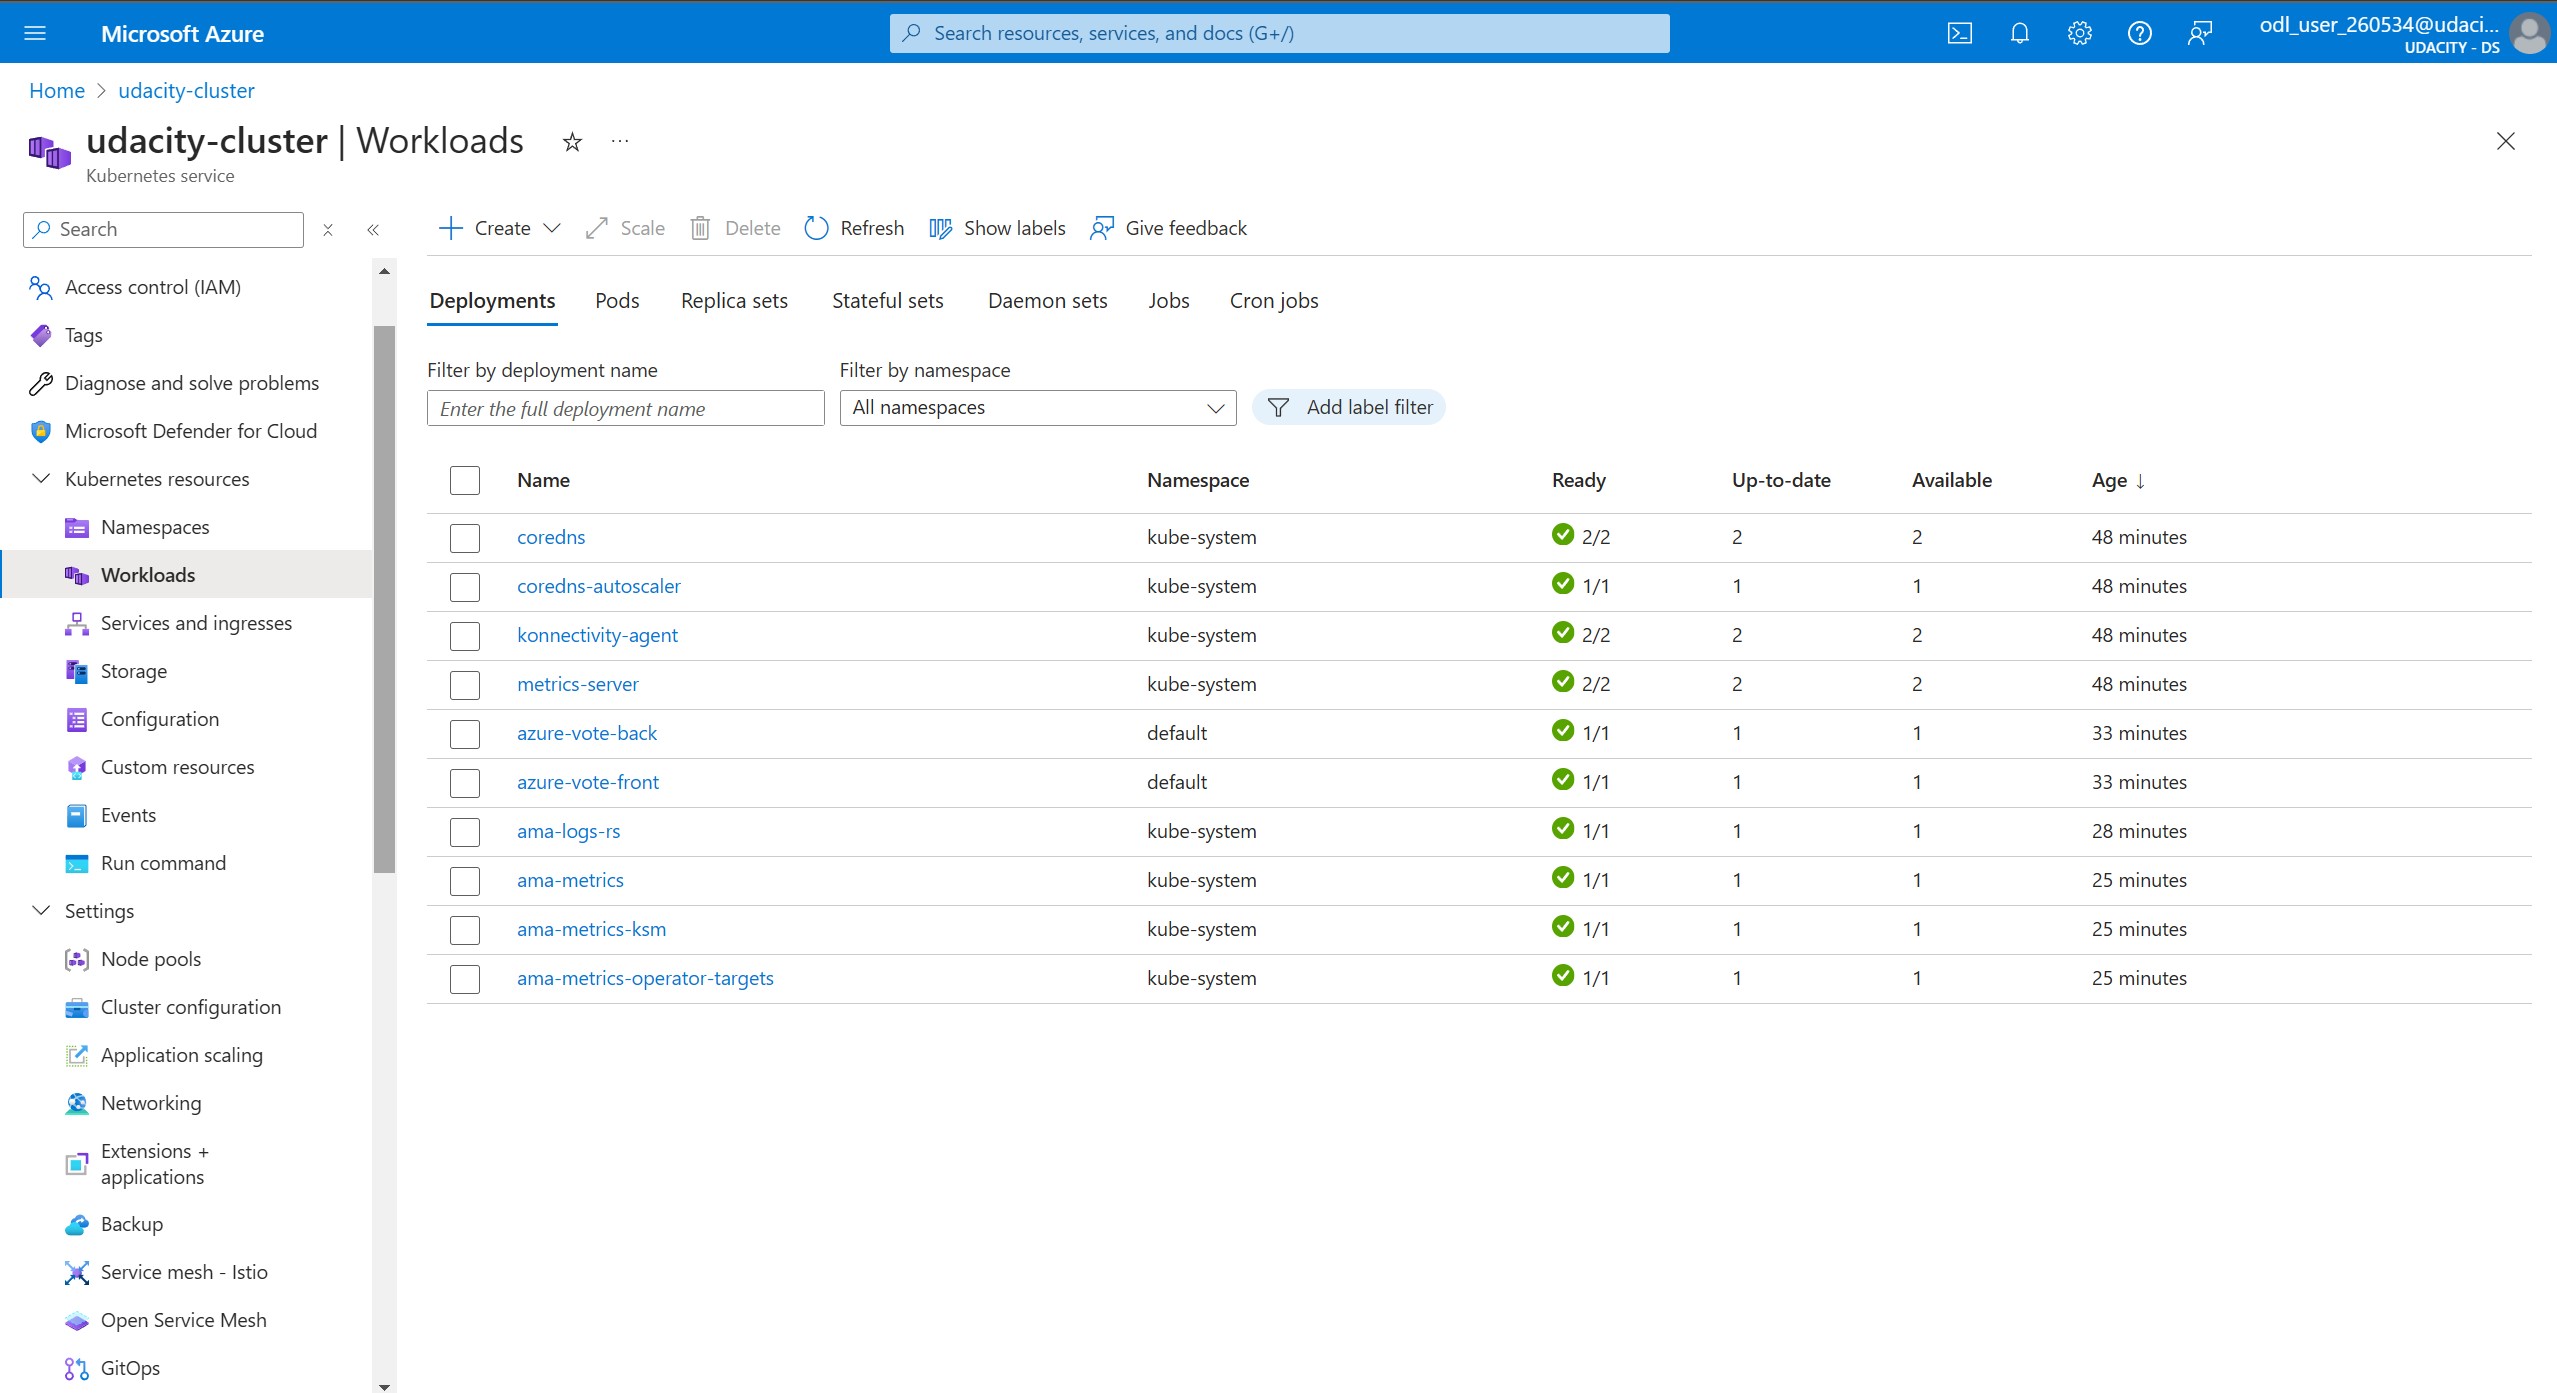 Microsoft Azure
Search resources, services, and docs (G+/)
odl_user_260534@udaci...
UDACITY - DS
Home > udacity-cluster
udacity-cluster | Workloads
Kubernetes service
Search
Create
Scale
Delete
Refresh
Show labels
Give feedback
Access control (IAM)
Tags
Diagnose and solve problems
Microsoft Defender for Cloud
Kubernetes resources
Namespaces
Workloads
Services and ingresses
Storage
Configuration
Custom resources
Events
Run command
Settings
Node pools
Cluster configuration
Application scaling
Networking
Extensions +
applications
Backup
Service mesh - Istio
Open Service Mesh
GitOps
Deployments Pods Replica sets Stateful sets Daemon sets Jobs Cron jobs
Filter by deployment name
Enter the full deployment name
Filter by namespace
All namespaces
Add label filter
Name Namespace Ready Up-to-date Available Age ↓
coredns kube-system 2/2 2 2 48 minutes
coredns-autoscaler kube-system 1/1 1 1 48 minutes
konnectivity-agent kube-system 2/2 2 2 48 minutes
metrics-server kube-system 2/2 2 2 48 minutes
azure-vote-back default 1/1 1 1 33 minutes
azure-vote-front default 1/1 1 1 33 minutes
ama-logs-rs kube-system 1/1 1 1 28 minutes
ama-metrics kube-system 1/1 1 1 25 minutes
ama-metrics-ksm kube-system 1/1 1 1 25 minutes
ama-metrics-operator-targets kube-system 1/1 1 1 25 minutes